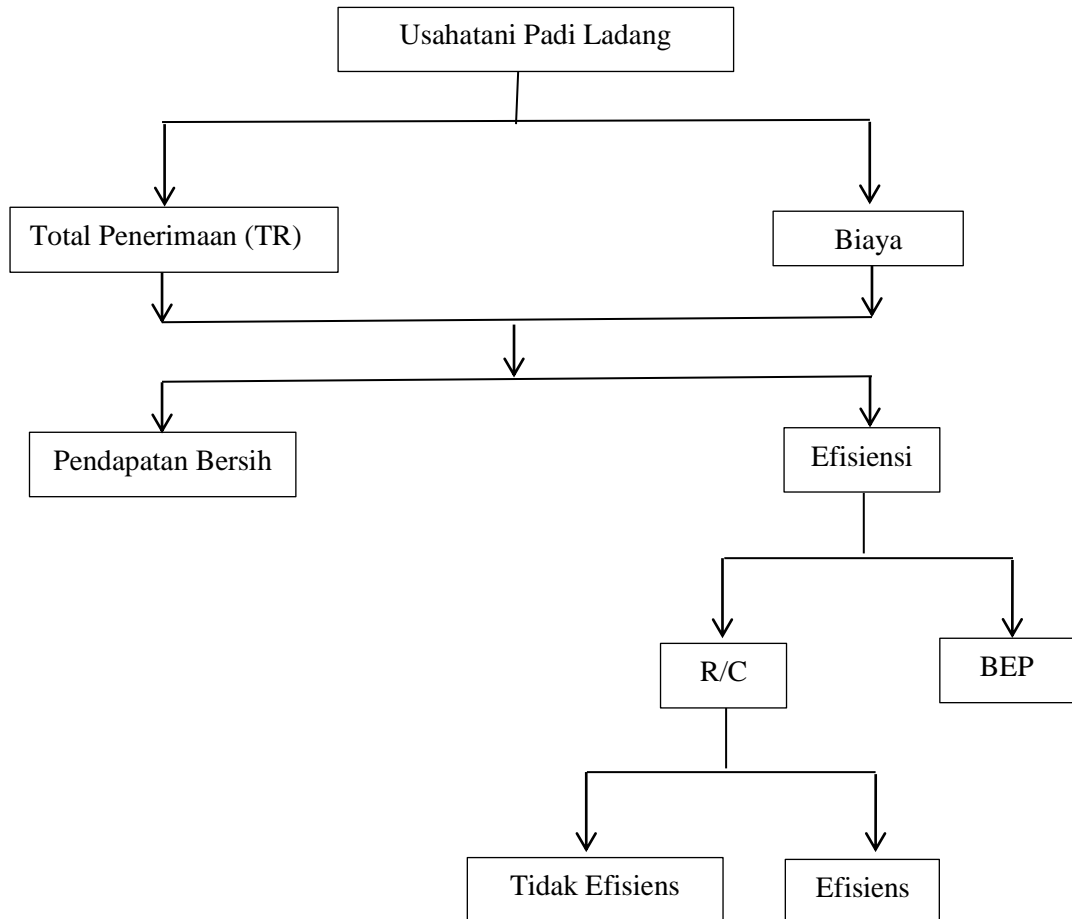 Usahatani Padi Ladang
Total Penerimaan (TR)
Biaya
Pendapatan Bersih
Efisiensi
R/C
BEP
Tidak Efisiens
Efisiens